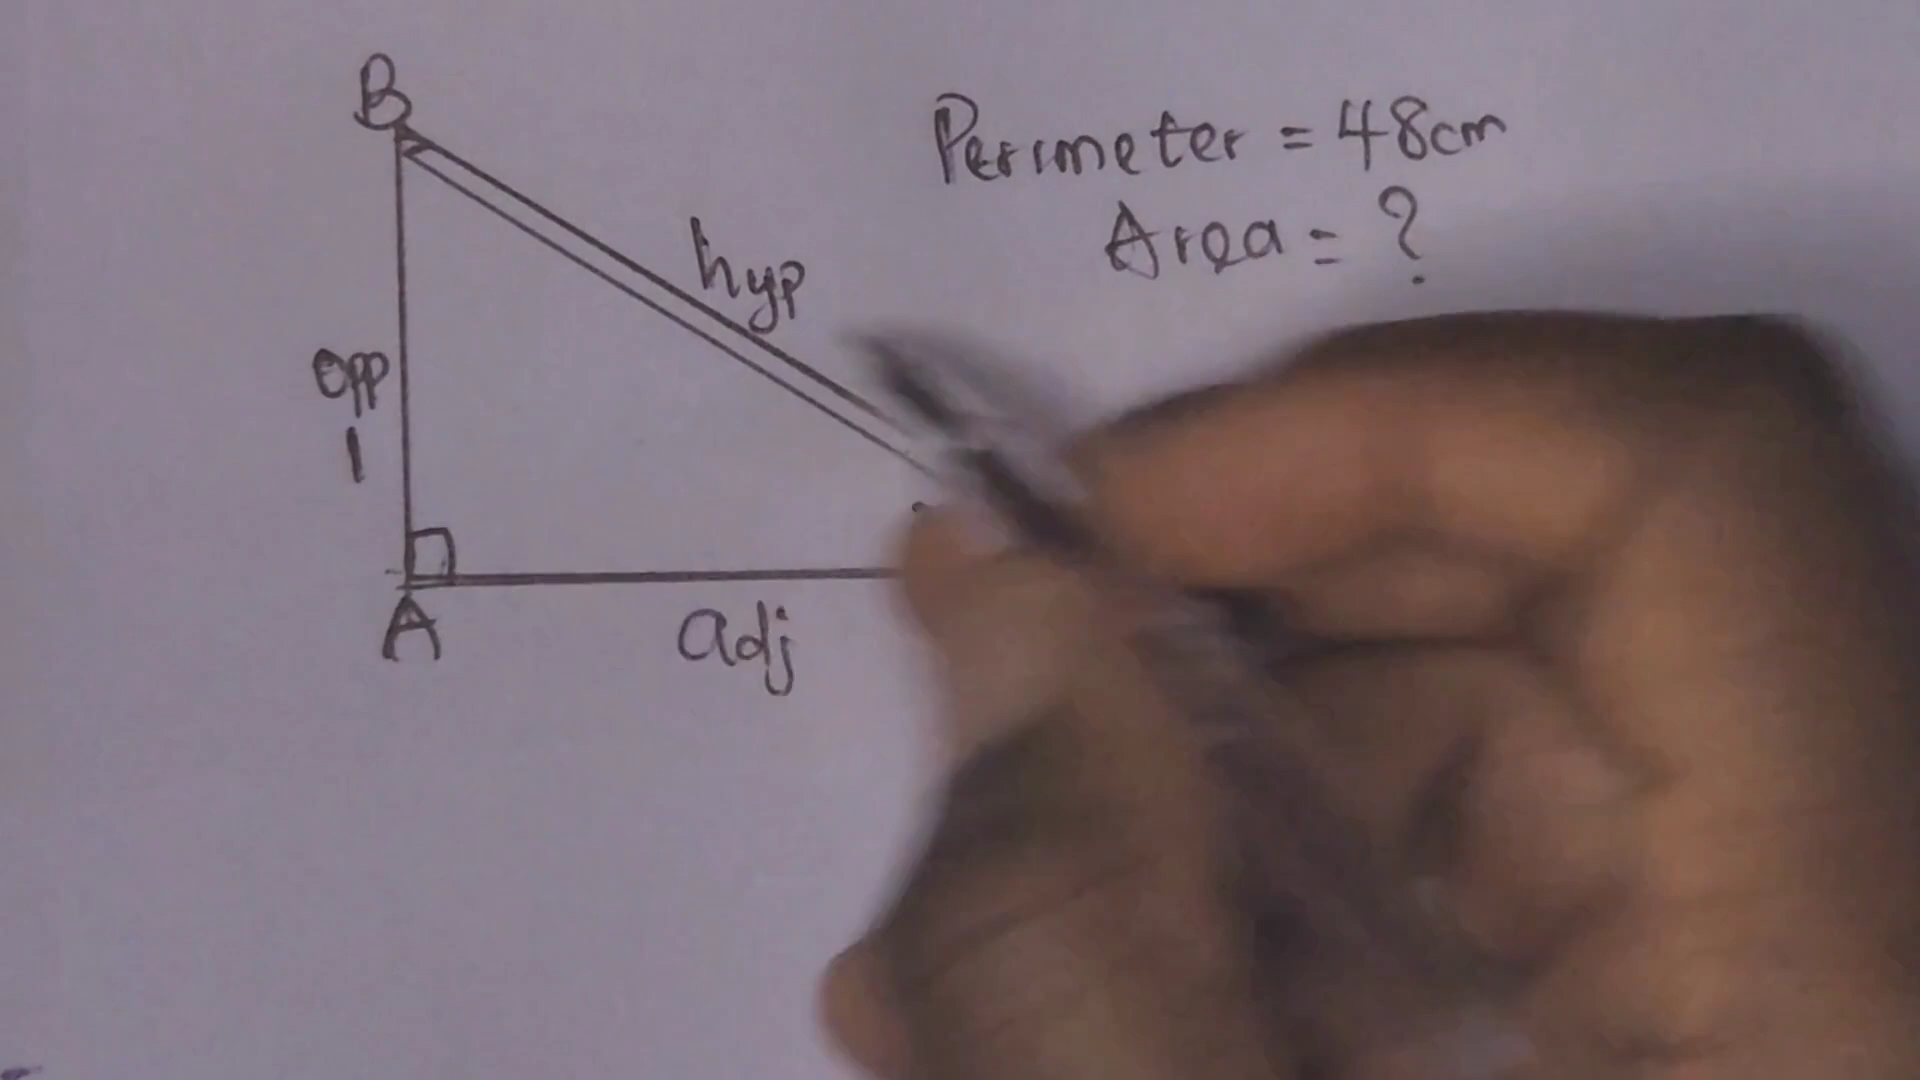 B
Perimeter = 48cm
Area = ?
hyp
opp
1
A
adj